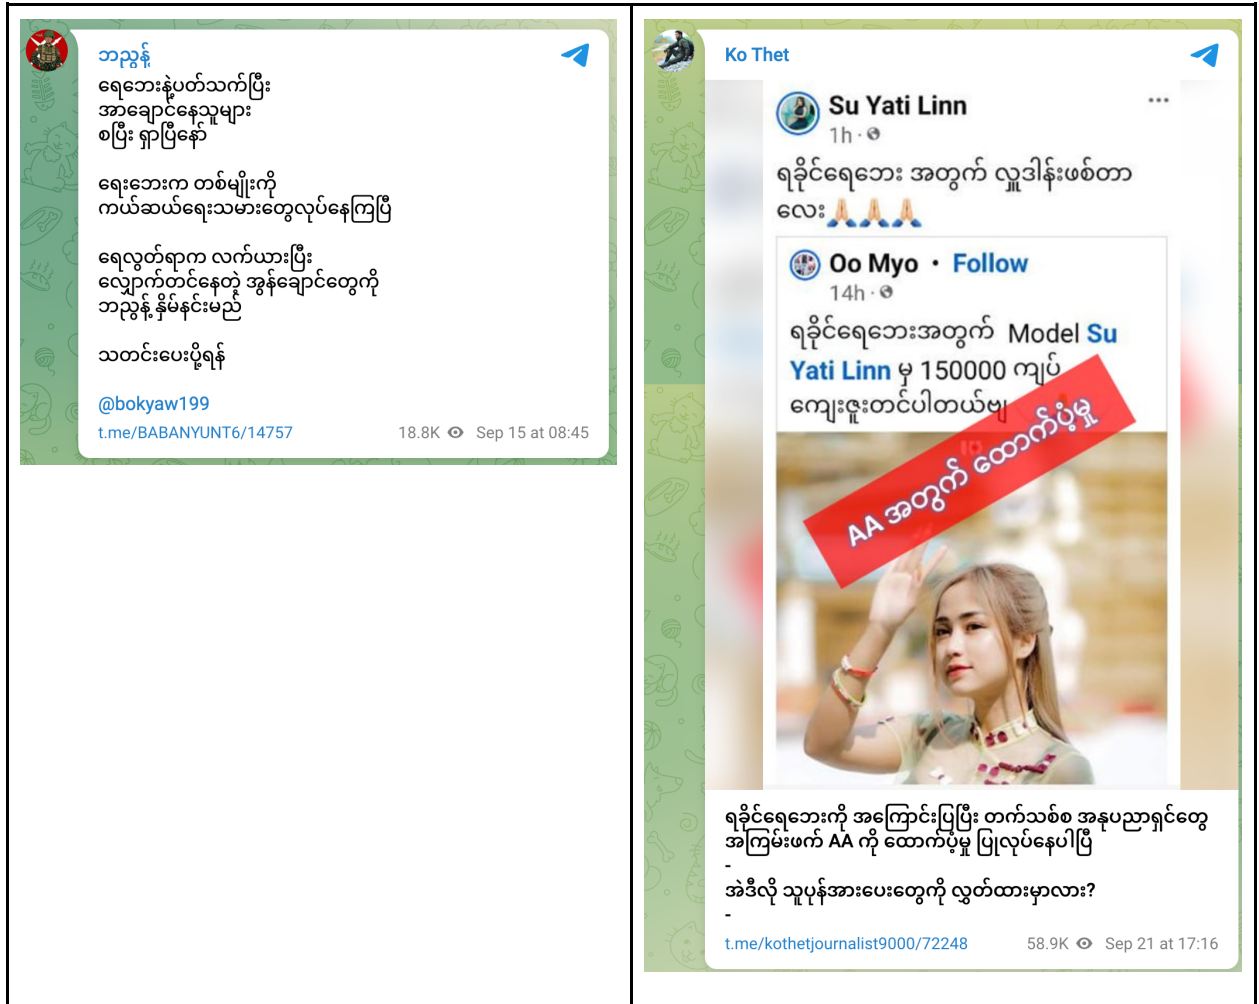 ဘညွန့်
ရေဘေးနဲ့ပတ်သက်ပြီး
အာချောင်နေသူများ
စပြီး ရှာပြီနော်
ရေးဘေးက တစ်မျိုးကို
ကယ်ဆယ်ရေးသမားတွေလုပ်နေကြပြီ
ရေလွတ်ရာက လက်ယားပြီး
လျှောက်တင်နေတဲ့ အွန်ချောင်တွေကို
ဘညွန့် နှိမ်နင်းမည်
သတင်းပေးပို့ရန်
@bokyaw199
t.me/BABANYUNT6/14757 18.8K Sep 15 at 08:45
Ko Thet
Su Yati Linn
1h
ရခိုင်ရေဘေး အတွက် လှူဒါန်းဖစ်တာ
လေး🙏🏻🙏🏻🙏🏻
Oo Myo • Follow
14h
ရခိုင်ရေဘေးအတွက် Model Su
Yati Linn မှ 150000 ကျပ်
ကျေးဇူးတင်ပါတယ်ဗျ
AA အတွက် ထောက်ပံ့မှု
ရခိုင်ရေဘေးကို အကြောင်းပြပြီး တက်သစ်စ အနုပညာရှင်တွေ
အကြမ်းဖက် AA ကို ထောက်ပံ့မှု ပြုလုပ်နေပါပြီ
-
အဲဒီလို သူပုန်အားပေးတွေကို လွှတ်ထားမှာလား?
-
t.me/kothetjournalist9000/72248 58.9K Sep 21 at 17:16